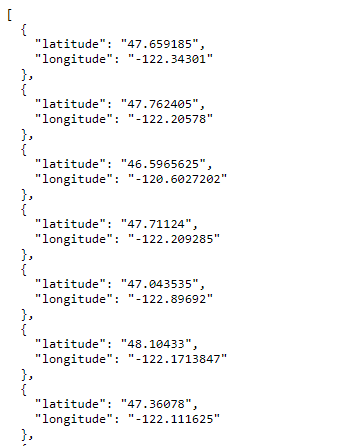 [
  {
    "latitude": "47.659185",
    "longitude": "-122.34301"
  },
  {
    "latitude": "47.762405",
    "longitude": "-122.20578"
  },
  {
    "latitude": "46.5965625",
    "longitude": "-120.6027202"
  },
  {
    "latitude": "47.71124",
    "longitude": "-122.209285"
  },
  {
    "latitude": "47.043535",
    "longitude": "-122.89692"
  },
  {
    "latitude": "48.10433",
    "longitude": "-122.1713847"
  },
  {
    "latitude": "47.36078",
    "longitude": "-122.111625"
  },